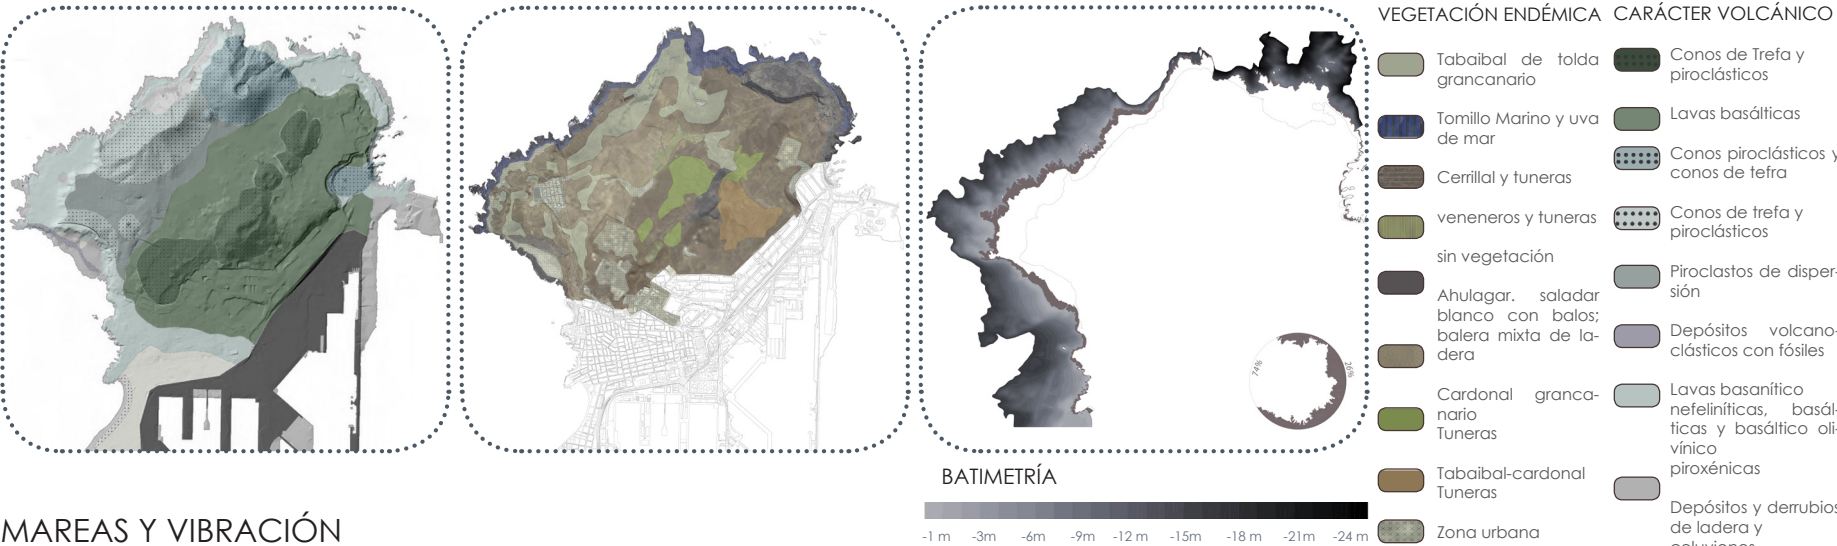 VEGETACIÓN ENDÉMICA
Tabaibal de tolda
grancanario
Tomillo Marino y uva
de mar
Cerrillal y tuneras
veneneros y tuneras
sin vegetación
Ahulagar. saladar
blanco con balos;
balera mixta de la-
dera
Cardonal granca-
nario
Tuneras
Tabaibal-cardonal
Tuneras
Zona urbana
CARÁCTER VOLCÁNICO
Conos de Trefa y
piroclásticos
Lavas basálticas
Conos piroclásticos y
conos de tefra
Conos de trefa y
piroclásticos
Piroclastos de disper-
sión
Depósitos volcano-
clásticos con fósiles
Lavas basanítico
nefeliníticas, basál-
ticas y basáltico oli-
vínico
piroxénicas
Depósitos y derrubios
de ladera y
74%
26%
BATIMETRÍA
-1 m -3m -6m -9m -12 m -15m -18 m -21m -24 m
MAREAS Y VIBRACIÓN